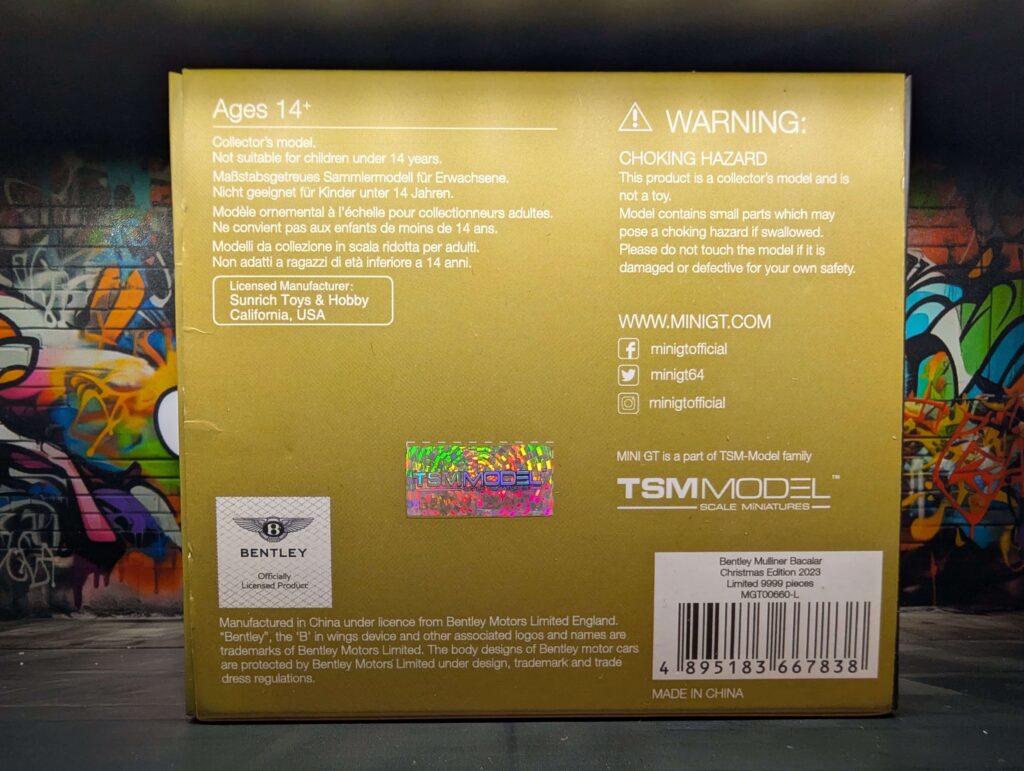 Ages 14+
Collector's model.
Not suitable for children under 14 years.
Maßstabsgetreues Sammlermodell für Erwachsene.
Nicht geeignet für Kinder unter 14 Jahren.
Modèle ornemental à l'échelle pour collectionneurs adultes.
Ne convient pas aux enfants de moins de 14 ans.
Modelli da collezione in scala ridotta per adulti.
Non adatti a ragazzi di età inferiore a 14 anni.
Licensed Manufacturer:
Sunrich Toys & Hobby
California, USA
TSMMODEL
B
BENTLEY
Officially
Licensed Product
Manufactured in China under licence from Bentley Motors Limited England.
"Bentley", the 'B' in wings device and other associated logos and names are
trademarks of Bentley Motors Limited. The body designs of Bentley motor cars
are protected by Bentley Motors Limited under design, trademark and trade
dress regulations.
WARNING:
CHOKING HAZARD
This product is a collector's model and is
not a toy.
Model contains small parts which may
pose a choking hazard if swallowed.
Please do not touch the model if it is
damaged or defective for your own safety.
WWW.MINIGT.COM
minigtofficial
minigt64
minigtofficial
MINI GT is a part of TSM-Model family
TSMMODEL™
SCALE MINIATURES
Bentley Mulliner Bacalar
Christmas Edition 2023
Limited 9999 pieces
MGT00660-L
4 895183 667838
MADE IN CHINA